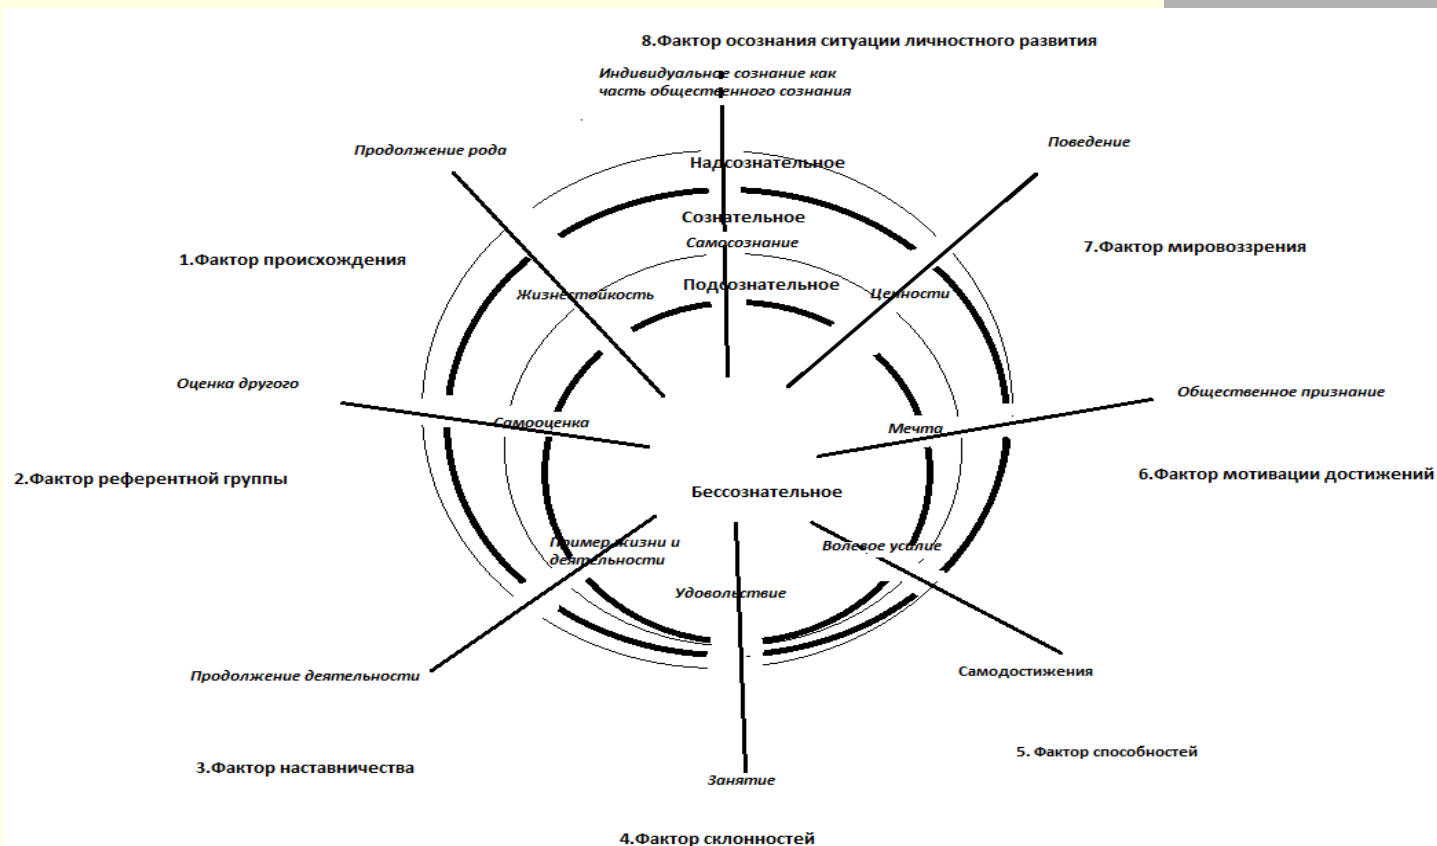 8.Фактор осознания ситуации личностного развития
Индивидуальное сознание как
часть общественного сознания
Продолжение рода
Поведение
Надсознательное
Сознательное
Самосознание
1.Фактор происхождения
7.Фактор мировоззрения
Подсознательное
Жизнестойкость
Ценности
Оценка другого
Общественное признание
Самооценка
Мечта
2.Фактор референтной группы
6.Фактор мотивации достижений
Бессознательное
Пример жизни и
деятельности
Волевое усилие
Удовольствие
Продолжение деятельности
Самодостижения
3.Фактор наставничества
5. Фактор способностей
Занятие
4.Фактор склонностей